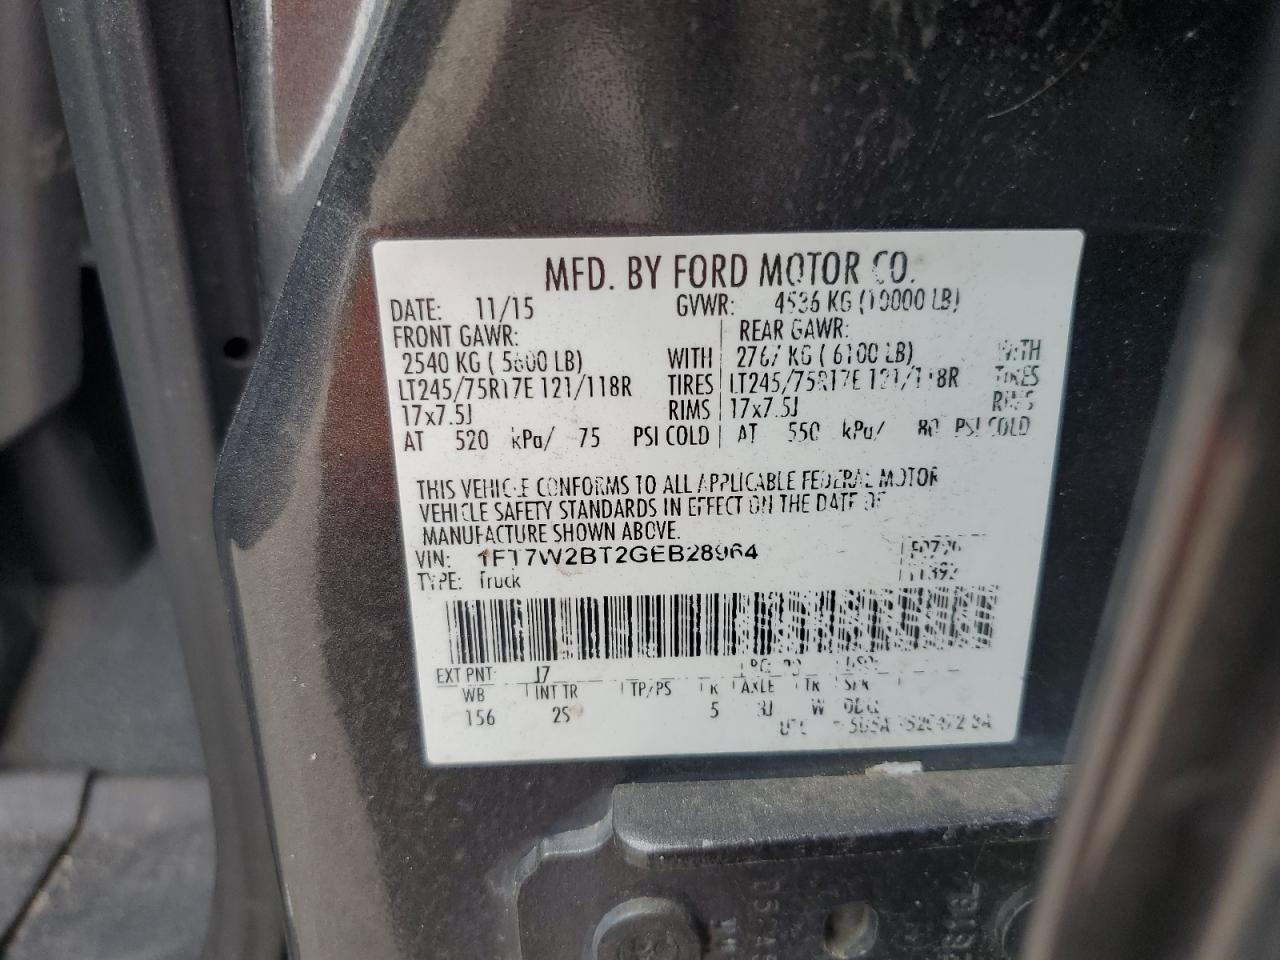 MFD. BY FORD MOTOR CO.
DATE: 11/15 GVWR: 4536 KG (10000 LB)
FRONT GAWR: REAR GAWR:
2540 KG ( 5600 LB) WITH 2767 KG ( 6100 LB) WITH
LT245/75R17E 121/118R TIRES LT245/75R17E 121/118R TIRES
17x7.5J RIMS 17x7.5J RIMS
AT 520 kPa/ 75 PSI COLD AT 550 kPa/ 80 PSI COLD
THIS VEHICLE CONFORMS TO ALL APPLICABLE FEDERAL MOTOR
VEHICLE SAFETY STANDARDS IN EFFECT ON THE DATE OF
MANUFACTURE SHOWN ABOVE.
VIN: 1FT7W2BT2GEB28964
TYPE: Truck
EXT PNT: J7
WB INT TR TP/PS R AXLE TR SPR
156 2S 5 3J W